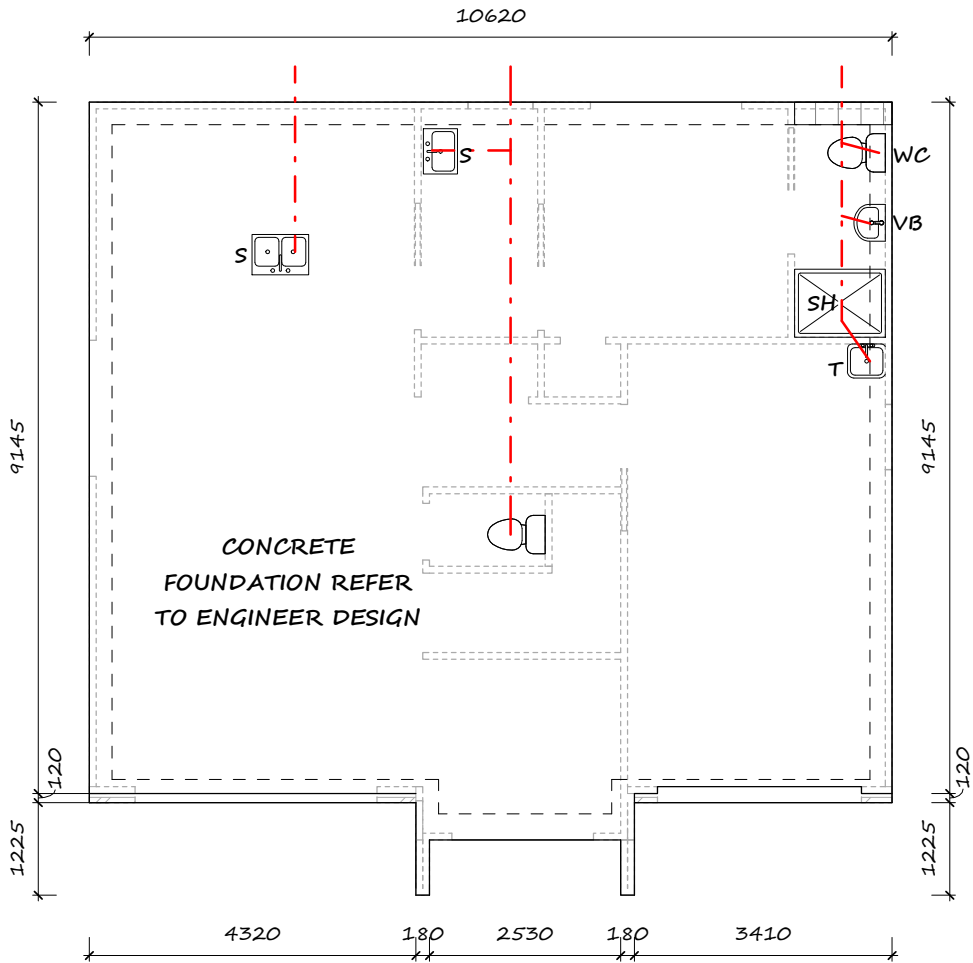 10620
S
WC
VB
S
SH
T
9145
9145
CONCRETE
FOUNDATION REFER
TO ENGINEER DESIGN
120
120
1225
1225
4320
180
2530
180
3410